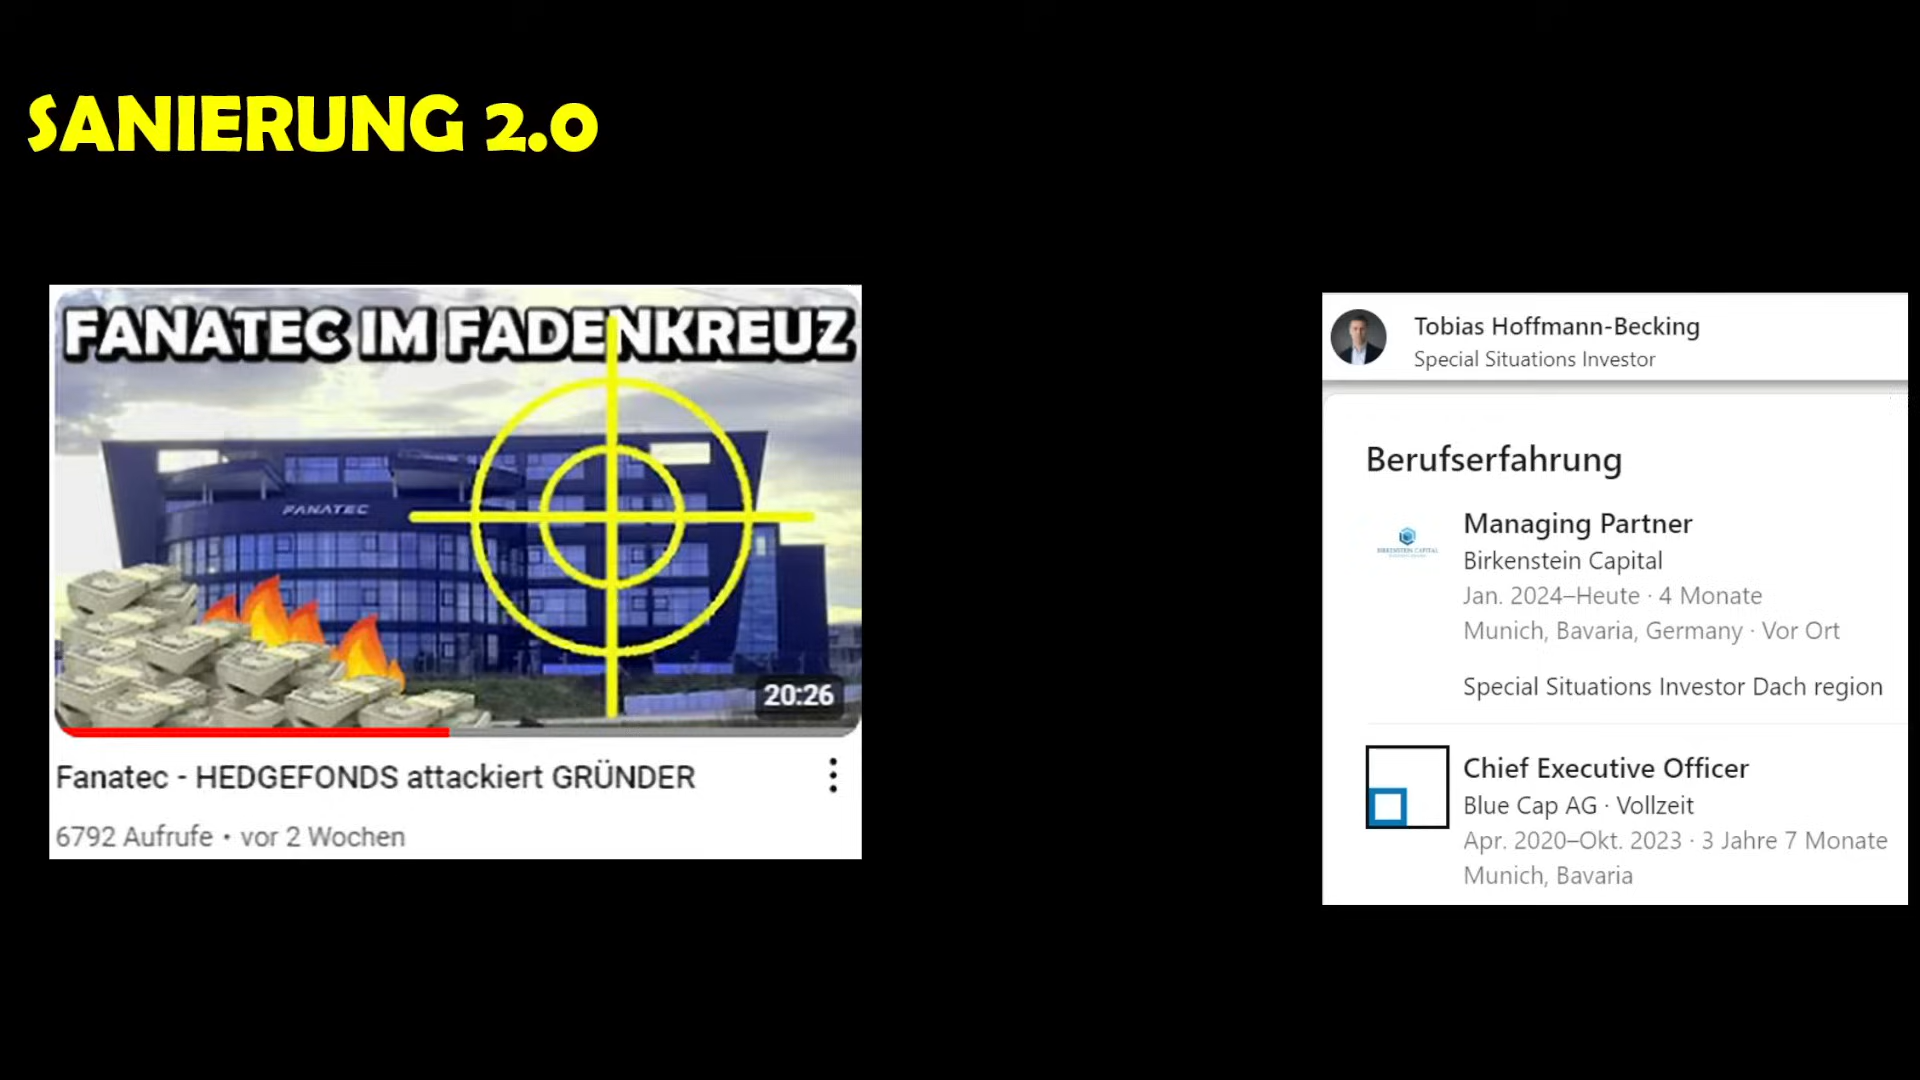 SANIERUNG 2.0
FANATEC IM FADENKREUZ
FANATEC
20:26
Fanatec - HEDGEFONDS attackiert GRÜNDER
6792 Aufrufe • vor 2 Wochen
Tobias Hoffmann-Becking
Special Situations Investor
Berufserfahrung
Managing Partner
BIRKENSTEIN CAPITAL
Birkenstein Capital
Jan. 2024–Heute · 4 Monate
Munich, Bavaria, Germany · Vor Ort
Special Situations Investor Dach region
Chief Executive Officer
Blue Cap AG · Vollzeit
Apr. 2020–Okt. 2023 · 3 Jahre 7 Monate
Munich, Bavaria